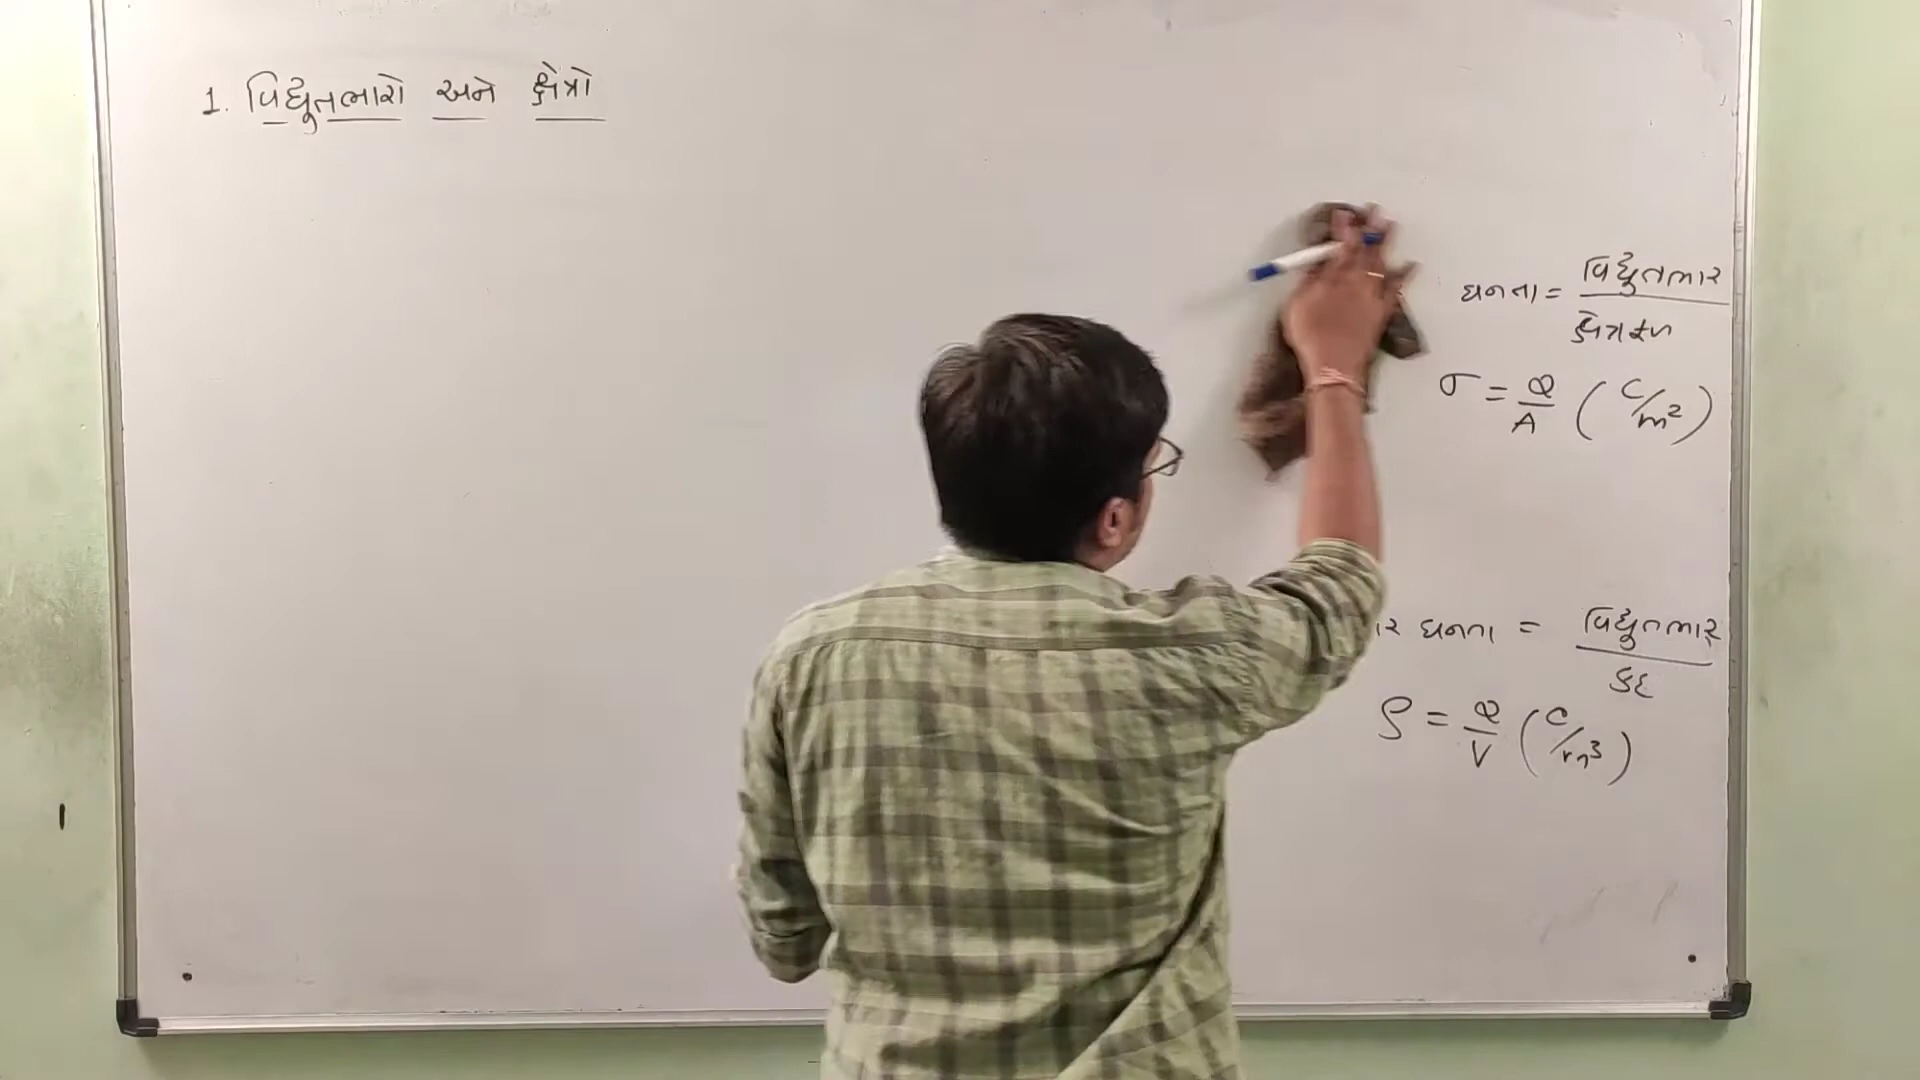 1. વિદ્યુતભારો અને ક્ષેત્રો
ઘનતા = વિદ્યુતભાર / ક્ષેત્રફળ
σ = Q/A (C/m²)
ઘનતા = વિદ્યુતભાર / કદ
ρ = Q/V (C/m³)